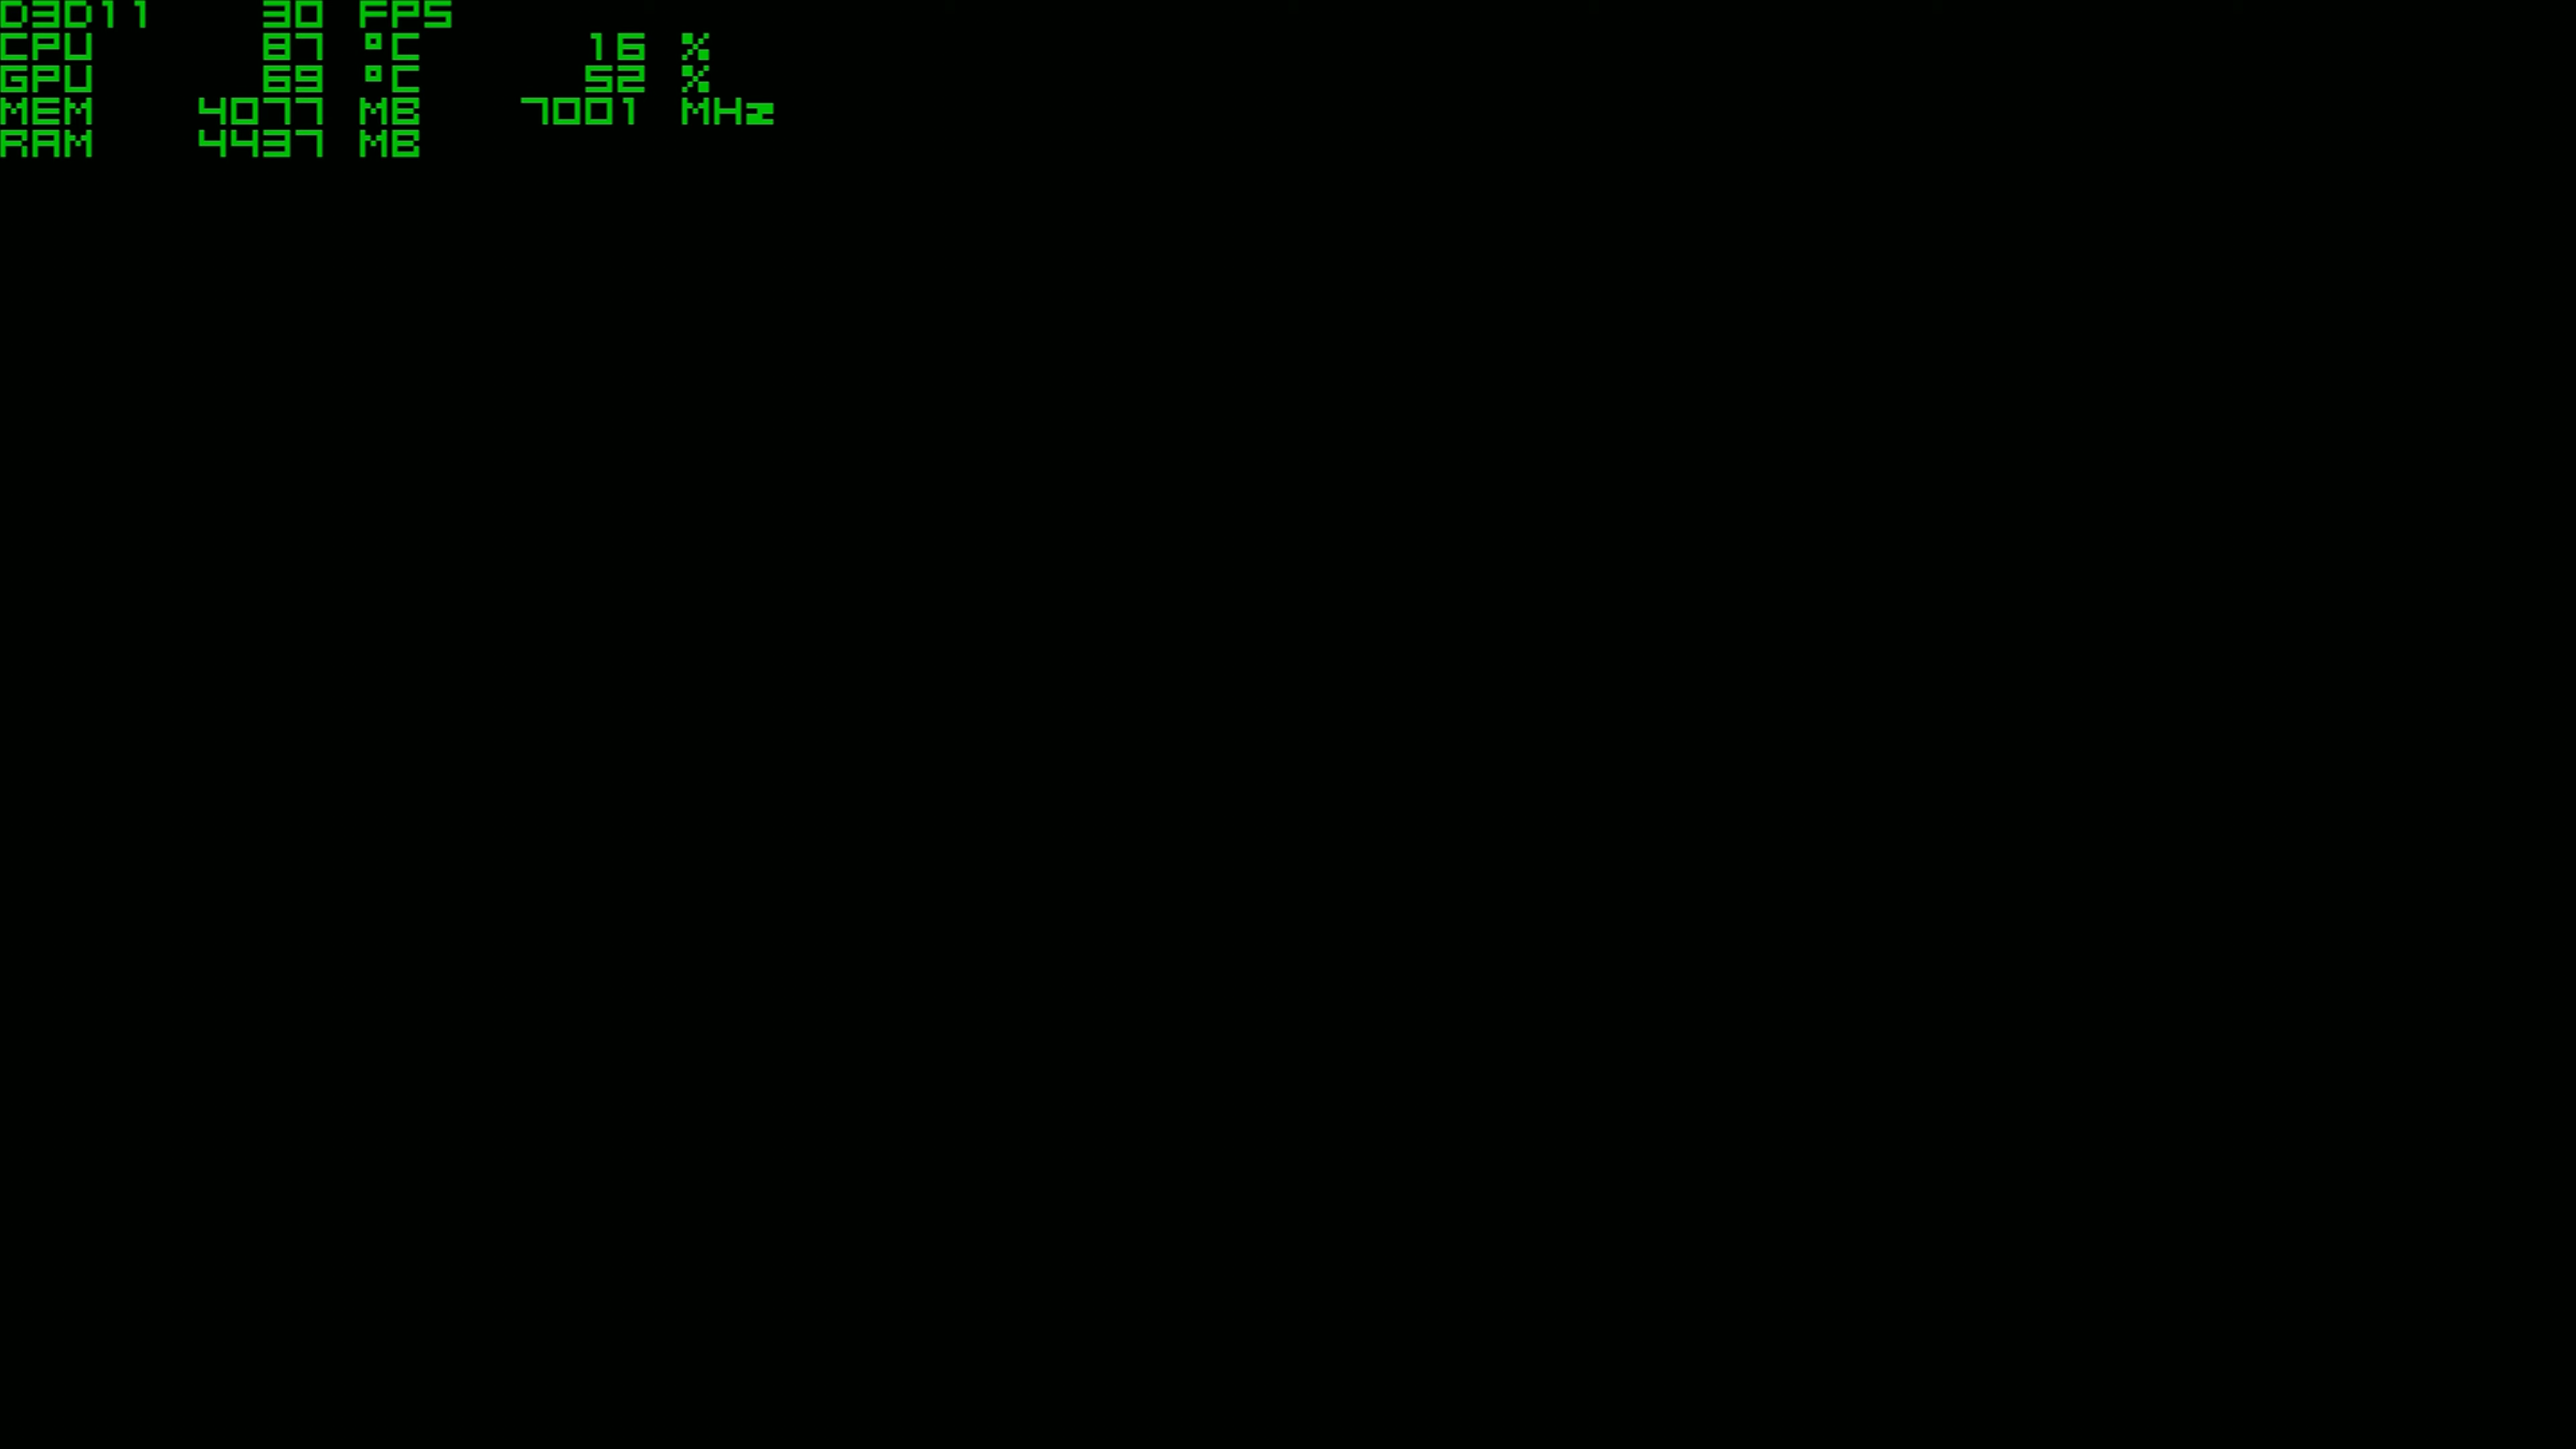 D3D11 30 FPS
CPU 87 °C 16 %
GPU 69 °C 52 %
MEM 4077 MB 7001 MHz
RAM 4437 MB